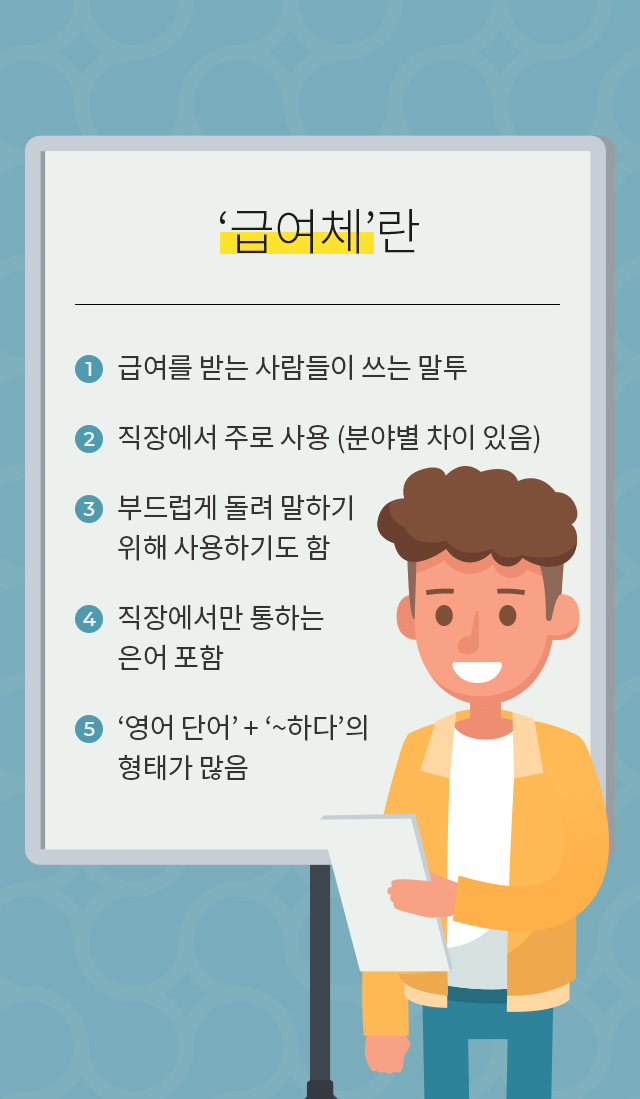 ‘급여체’란
1 급여를 받는 사람들이 쓰는 말투
2 직장에서 주로 사용 (분야별 차이 있음)
3 부드럽게 돌려 말하기
위해 사용하기도 함
4 직장에서만 통하는
은어 포함
5 ‘영어 단어’ + ‘~하다’의
형태가 많음